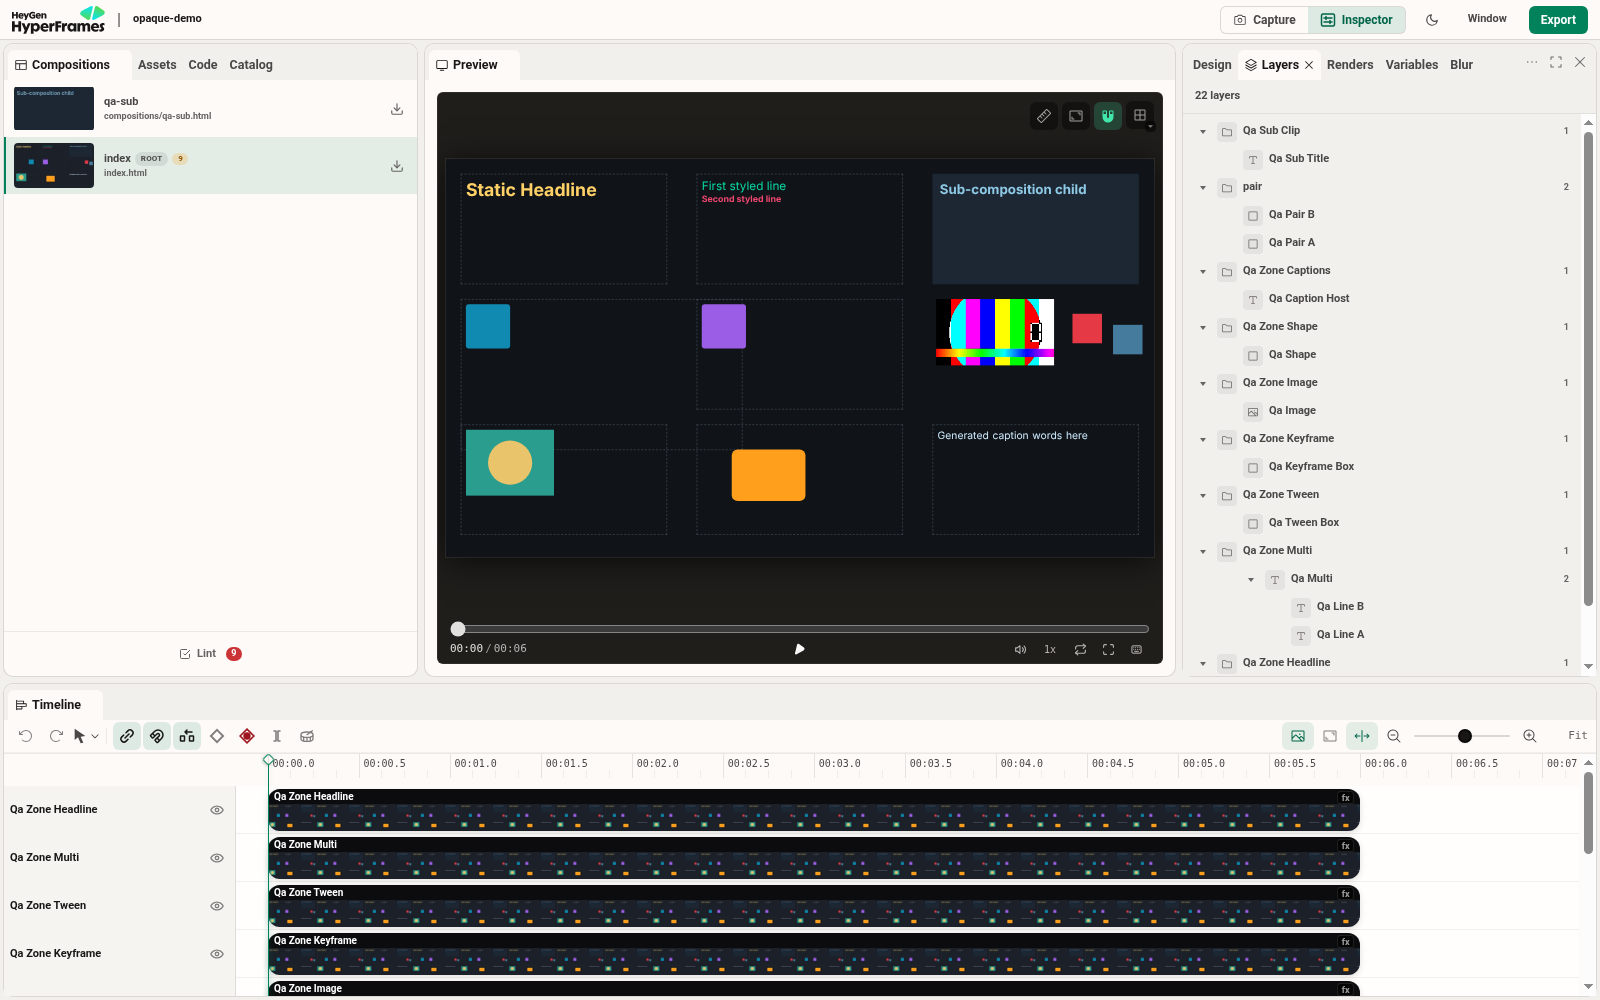 HeyGen
HyperFrames
opaque-demo
Capture
Inspector
Window
Export
Compositions
Assets
Code
Catalog
Sub-composition child
qa-sub
compositions/qa-sub.html
index ROOT 9
index.html
Lint 9
Preview
Static Headline
First styled line
Second styled line
Sub-composition child
Generated caption words here
00:00 / 00:06
1x
Design
Layers
Renders
Variables
Blur
22 layers
Qa Sub Clip 1
Qa Sub Title
pair 2
Qa Pair B
Qa Pair A
Qa Zone Captions 1
Qa Caption Host
Qa Zone Shape 1
Qa Shape
Qa Zone Image 1
Qa Image
Qa Zone Keyframe 1
Qa Keyframe Box
Qa Zone Tween 1
Qa Tween Box
Qa Zone Multi 1
Qa Multi 2
Qa Line B
Qa Line A
Qa Zone Headline 1
Timeline
Fit
00:00.0 00:00.5 00:01.0 00:01.5 00:02.0 00:02.5 00:03.0 00:03.5 00:04.0 00:04.5 00:05.0 00:05.5 00:06.0 00:06.5 00:07
Qa Zone Headline
Qa Zone Headline fx
Qa Zone Multi
Qa Zone Multi fx
Qa Zone Tween
Qa Zone Tween fx
Qa Zone Keyframe
Qa Zone Keyframe fx
Qa Zone Image fx